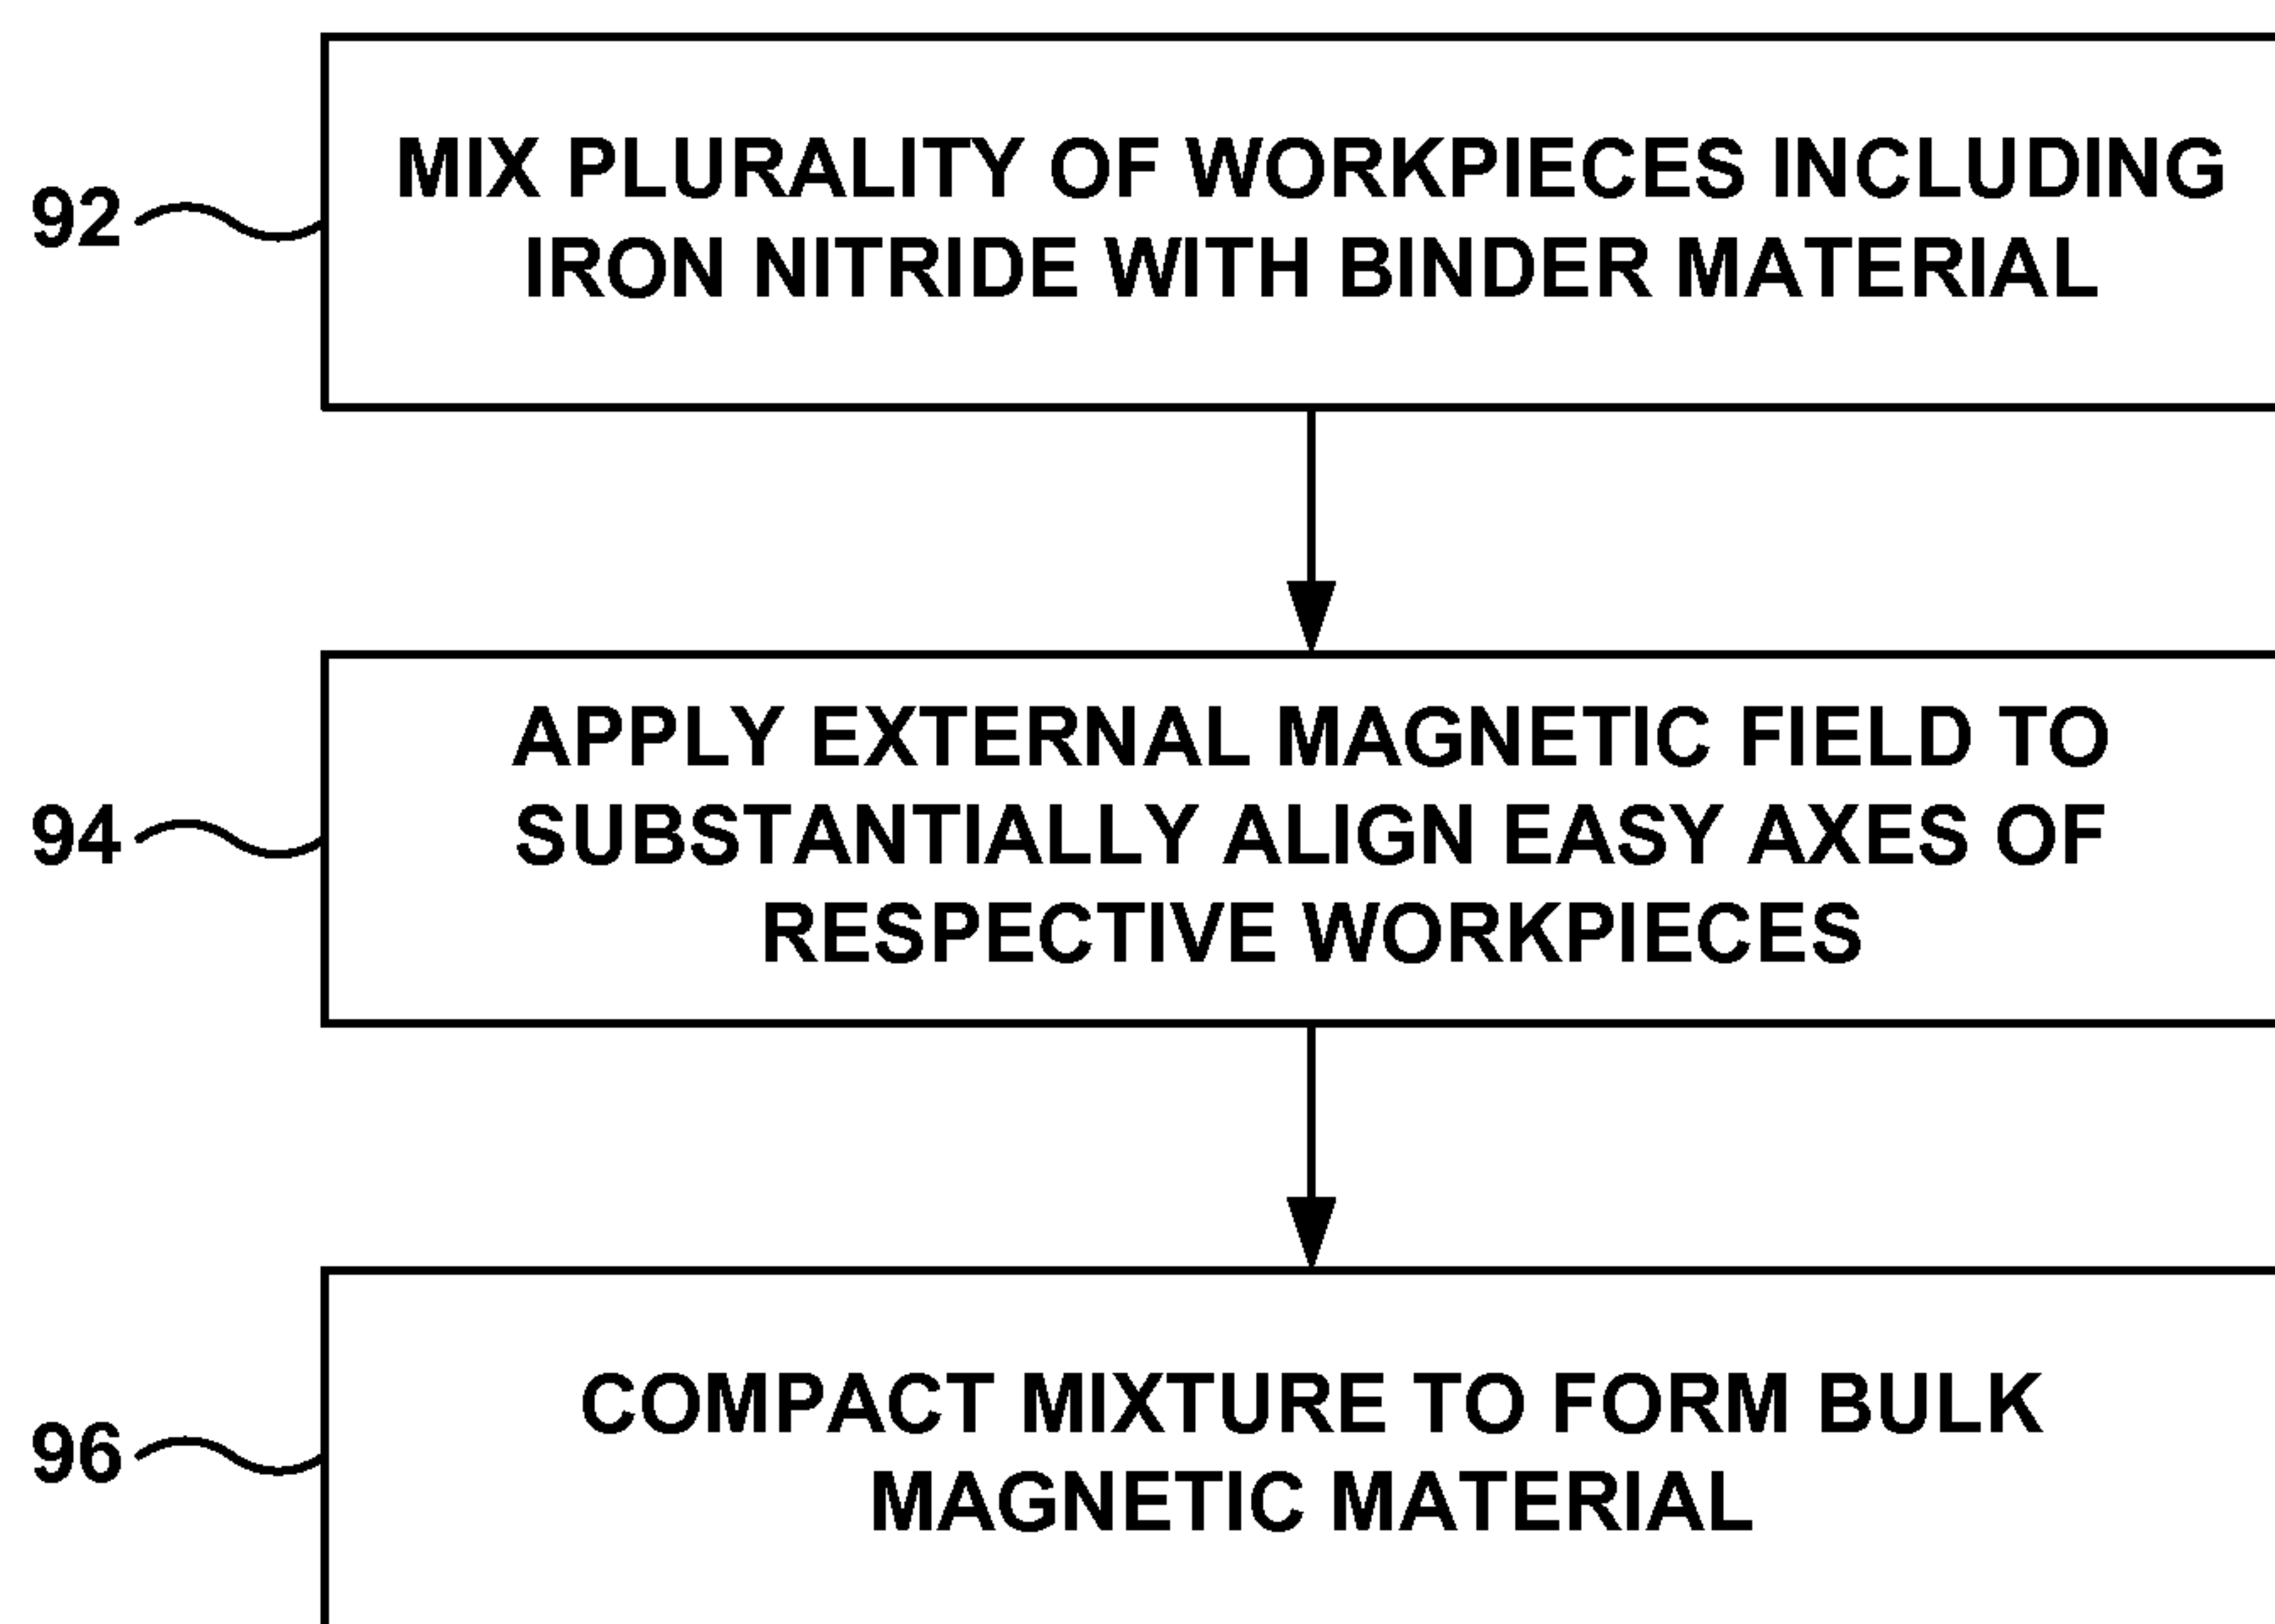 92
MIX PLURALITY OF WORKPIECES INCLUDING
IRON NITRIDE WITH BINDER MATERIAL
94
APPLY EXTERNAL MAGNETIC FIELD TO
SUBSTANTIALLY ALIGN EASY AXES OF
RESPECTIVE WORKPIECES
96
COMPACT MIXTURE TO FORM BULK
MAGNETIC MATERIAL